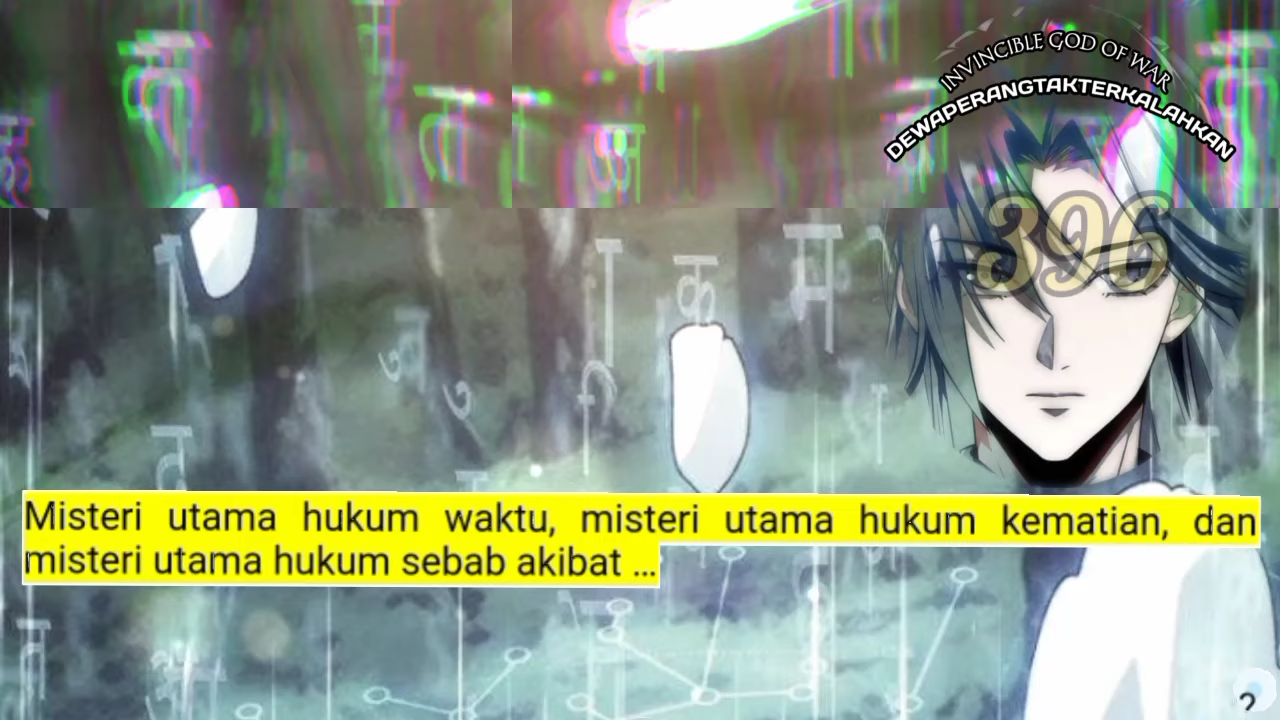 INVINCIBLE GOD OF WAR
DEWAPERANGTAKTERKALAHKAN
396
Misteri utama hukum waktu, misteri utama hukum kematian, dan
misteri utama hukum sebab akibat ...
?